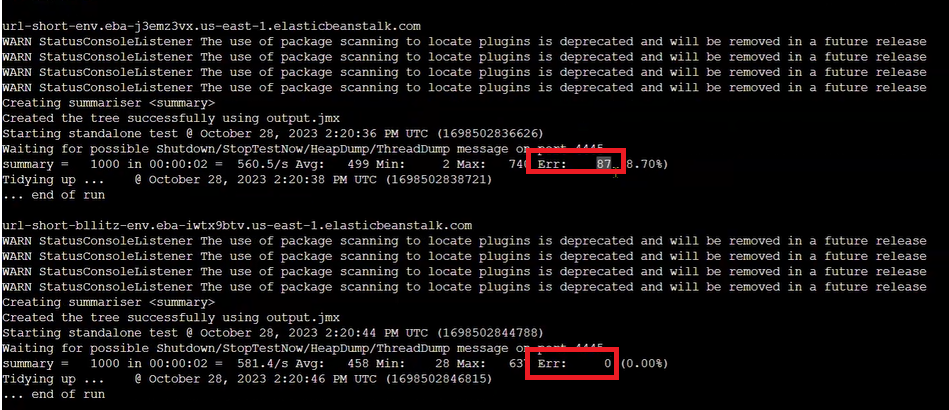 url-short-env.eba-j3emz3vx.us-east-1.elasticbeanstalk.com
WARN StatusConsoleListener The use of package scanning to locate plugins is deprecated and will be removed in a future release
WARN StatusConsoleListener The use of package scanning to locate plugins is deprecated and will be removed in a future release
WARN StatusConsoleListener The use of package scanning to locate plugins is deprecated and will be removed in a future release
WARN StatusConsoleListener The use of package scanning to locate plugins is deprecated and will be removed in a future release
Creating summariser <summary>
Created the tree successfully using output.jmx
Starting standalone test @ October 28, 2023 2:20:36 PM UTC (1698502836626)
Waiting for possible Shutdown/StopTestNow/HeapDump/ThreadDump message on port 4445
summary =   1000 in 00:00:02 =  560.5/s Avg:   499 Min:     2 Max:   740 Err:    87 (8.70%)
Tidying up ...    @ October 28, 2023 2:20:38 PM UTC (1698502838721)
... end of run
url-short-bllitz-env.eba-iwtx9btv.us-east-1.elasticbeanstalk.com
WARN StatusConsoleListener The use of package scanning to locate plugins is deprecated and will be removed in a future release
WARN StatusConsoleListener The use of package scanning to locate plugins is deprecated and will be removed in a future release
WARN StatusConsoleListener The use of package scanning to locate plugins is deprecated and will be removed in a future release
WARN StatusConsoleListener The use of package scanning to locate plugins is deprecated and will be removed in a future release
Creating summariser <summary>
Created the tree successfully using output.jmx
Starting standalone test @ October 28, 2023 2:20:44 PM UTC (1698502844788)
Waiting for possible Shutdown/StopTestNow/HeapDump/ThreadDump message on port 4445
summary =   1000 in 00:00:02 =  581.4/s Avg:   458 Min:    28 Max:   637 Err:     0 (0.00%)
Tidying up ...    @ October 28, 2023 2:20:46 PM UTC (1698502846815)
... end of run